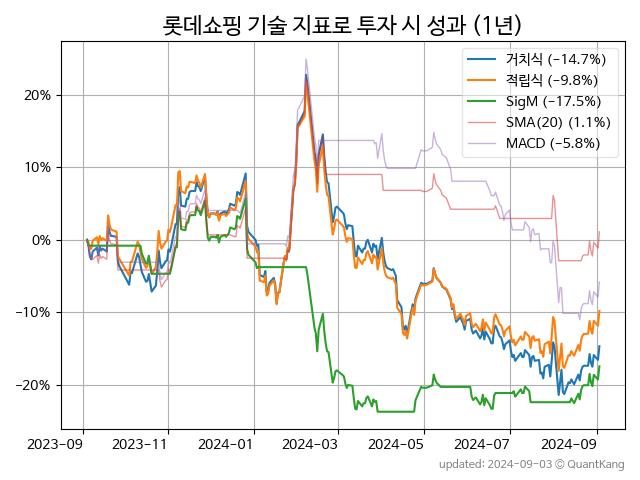 롯데쇼핑 기술 지표로 투자 시 성과 (1년)
거치식 (−14.7%)
적립식 (−9.8%)
SigM (−17.5%)
SMA(20) (1.1%)
MACD (−5.8%)
20%
10%
0%
−10%
−20%
2023-09 2023-11 2024-01 2024-03 2024-05 2024-07 2024-09
updated: 2024-09-03 © QuantKang